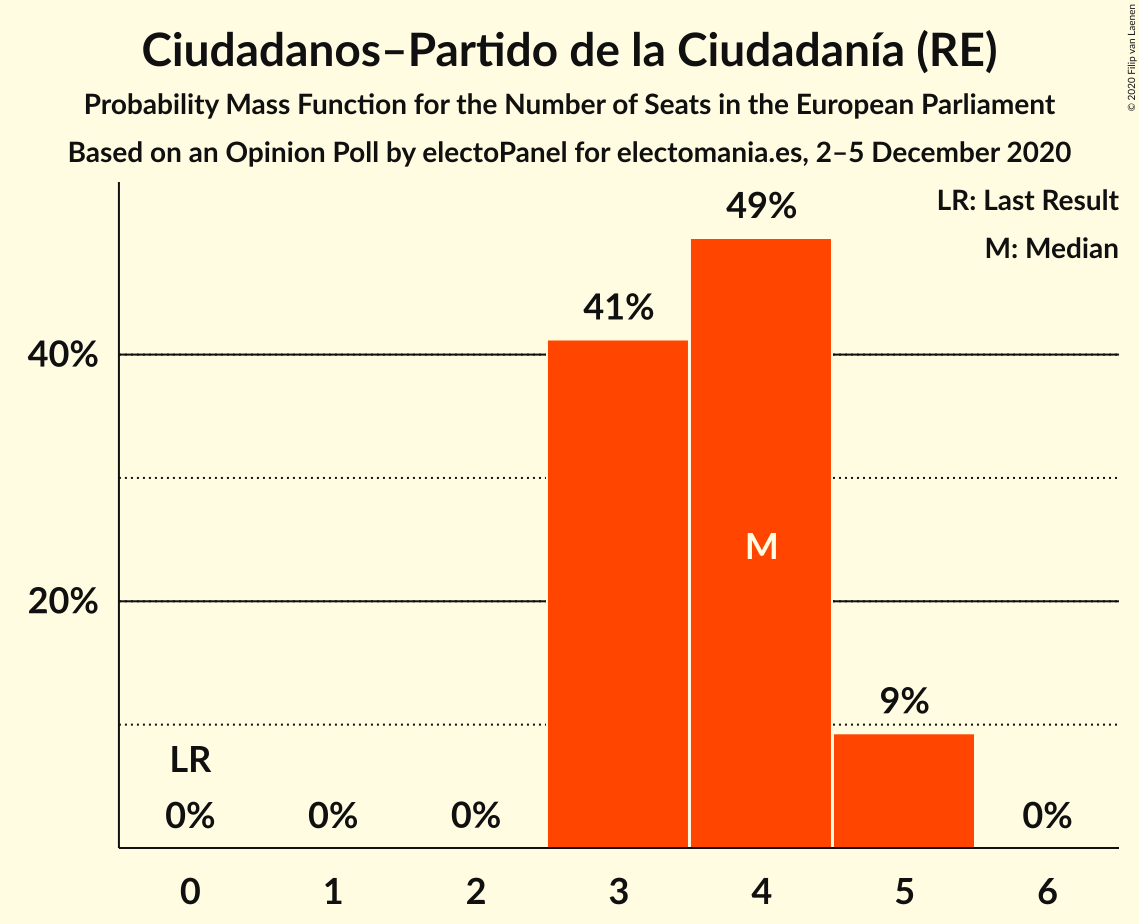 Ciudadanos–Partido de la Ciudadanía (RE)
Probability Mass Function for the Number of Seats in the European Parliament
Based on an Opinion Poll by electoPanel for electomania.es, 2–5 December 2020
© 2020 Filip van Laenen
LR: Last Result
M: Median
49%
41%
40%
M
20%
9%
LR
0%
0%
0%
0%
0
1
2
3
4
5
6